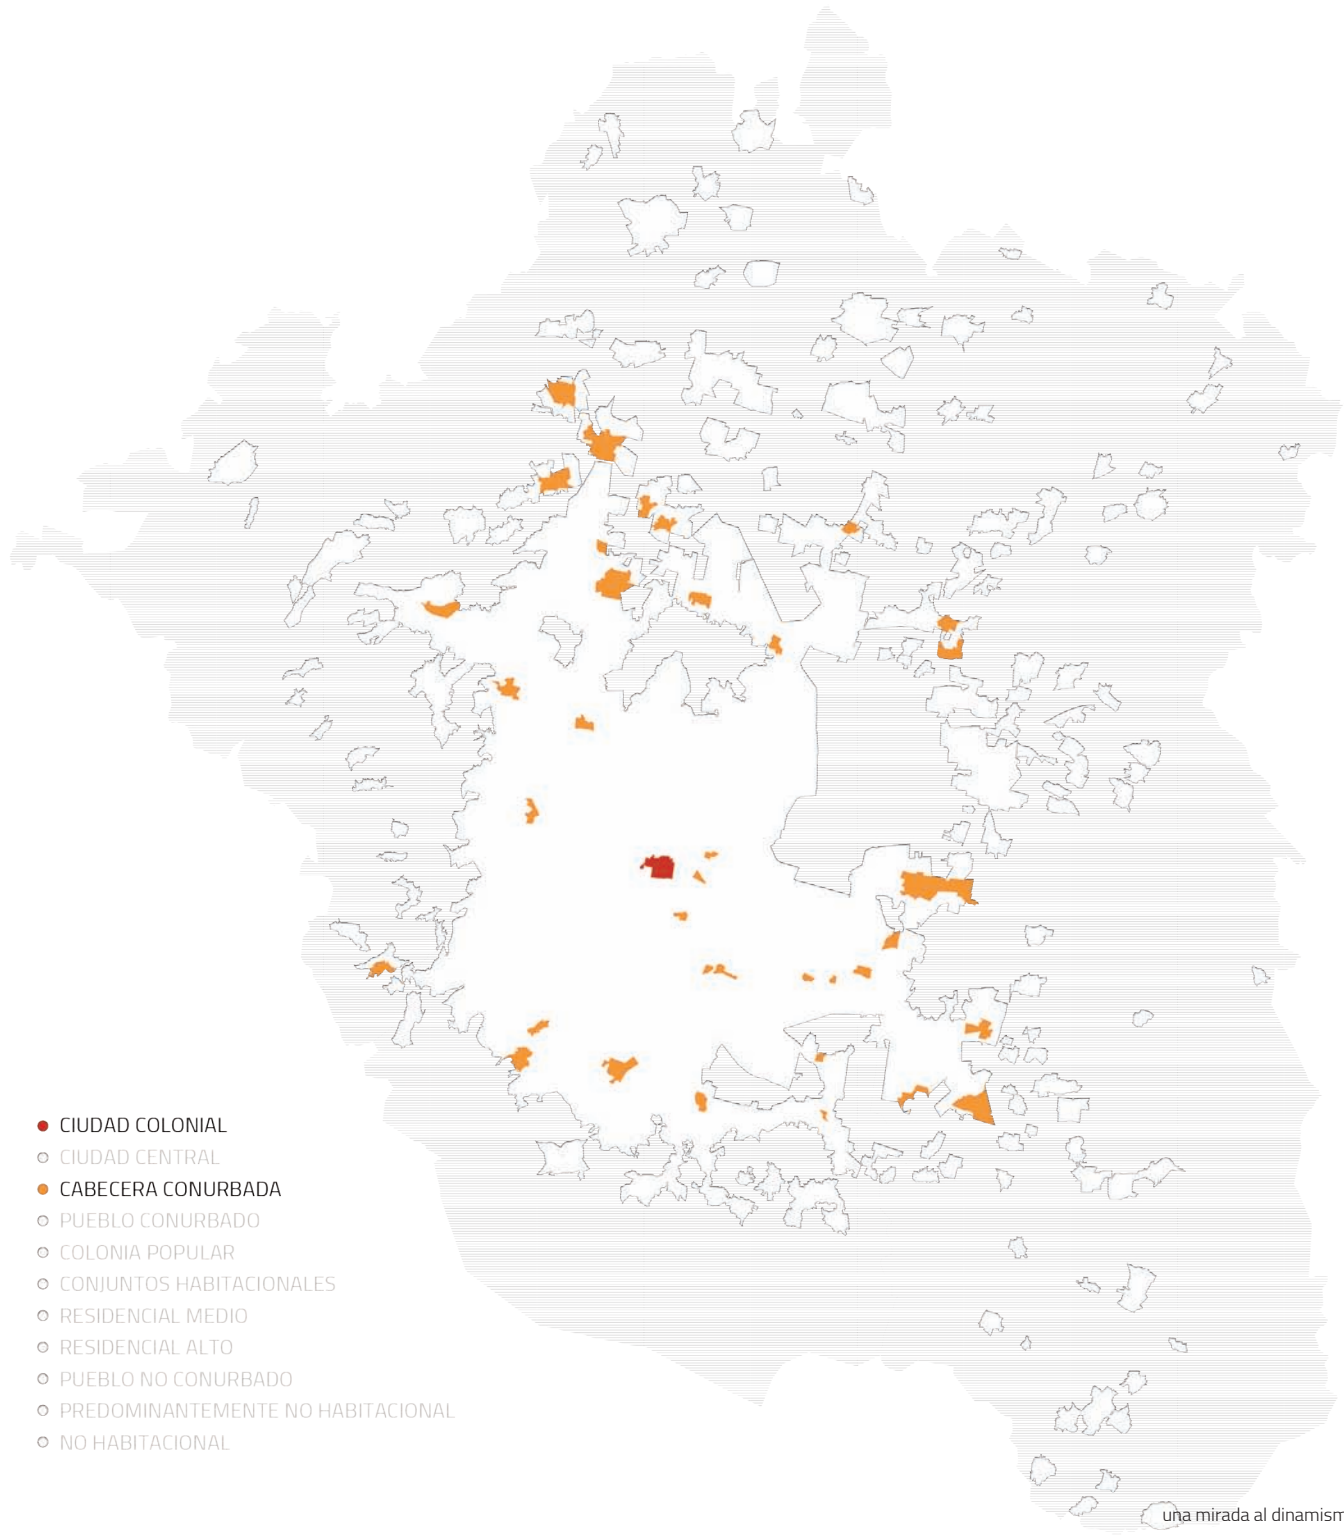 CIUDAD COLONIAL
CIUDAD CENTRAL
CABECERA CONURBADA
PUEBLO CONURBADO
COLONIA POPULAR
CONJUNTOS HABITACIONALES
RESIDENCIAL MEDIO
RESIDENCIAL ALTO
PUEBLO NO CONURBADO
PREDOMINANTEMENTE NO HABITACIONAL
NO HABITACIONAL
una mirada al dinamism